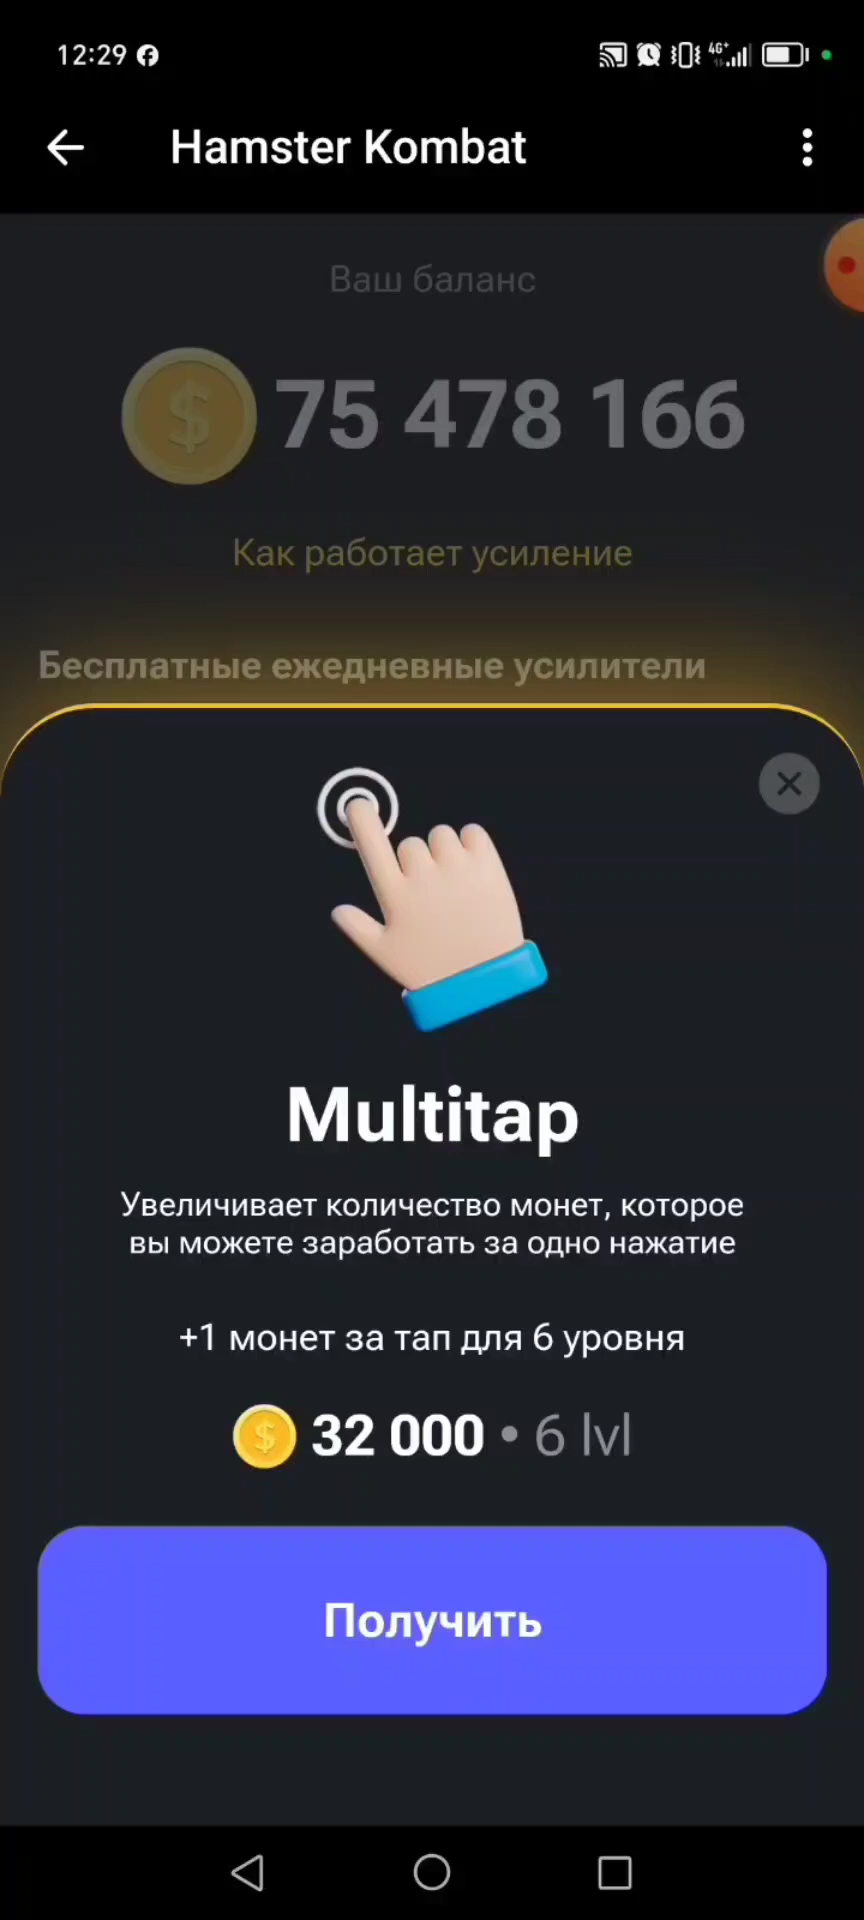 12:29
4G+
Hamster Kombat
Ваш баланс
75 478 166
Как работает усиление
Бесплатные ежедневные усилители
Multitap
Увеличивает количество монет, которое
вы можете заработать за одно нажатие
+1 монет за тап для 6 уровня
32 000 • 6 lvl
Получить